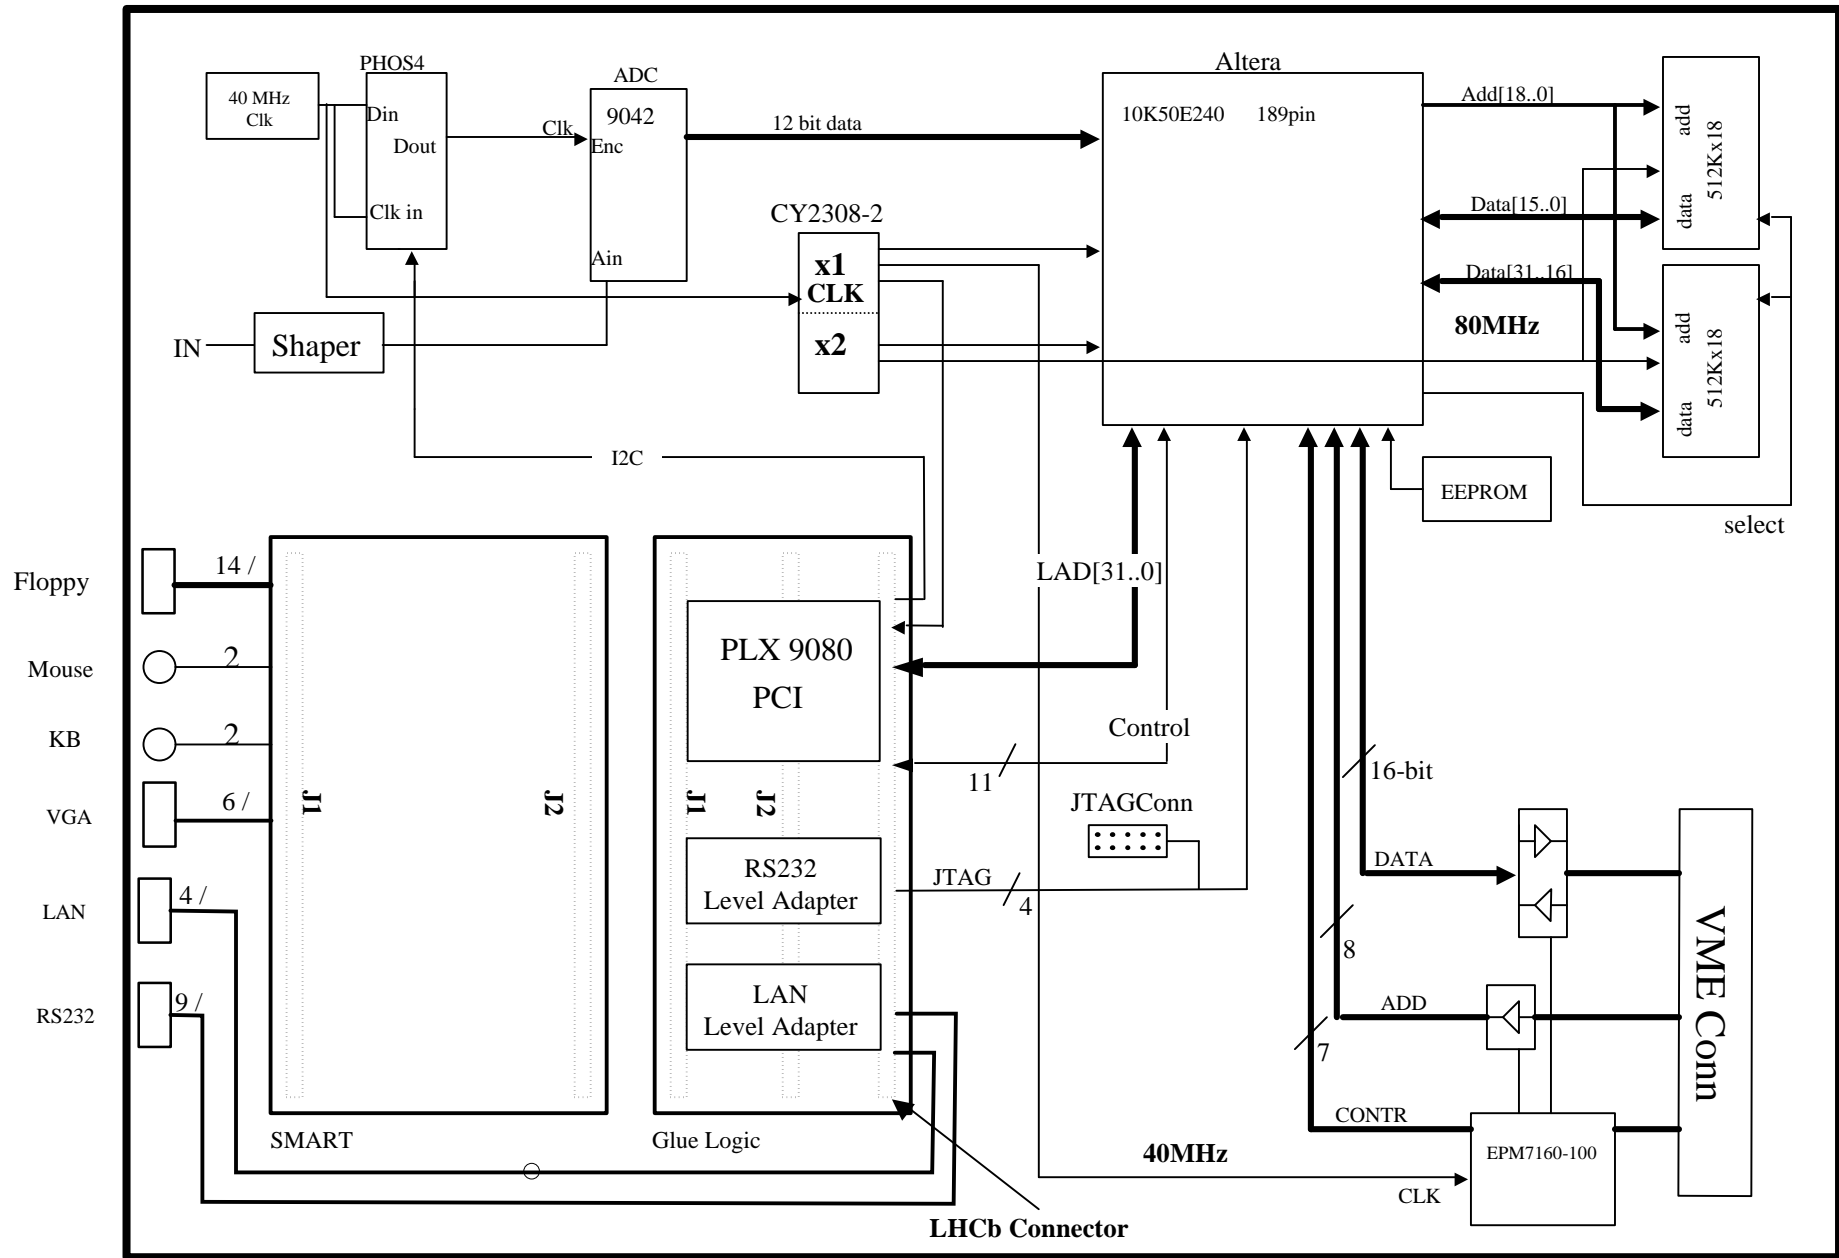 PHOS4
ADC
Altera
40 MHz
Clk
Din
Dout
Clk in
Clk
9042
Enc
Ain
12 bit data
10K50E240 189pin
Add[18..0]
add
512Kx18
data
Data[15..0]
Data[31..16]
80MHz
add
512Kx18
data
CY2308-2
x1
CLK
x2
IN
Shaper
I2C
EEPROM
select
Floppy
14 /
Mouse
2
KB
2
VGA
6 /
LAN
4 /
RS232
9 /
J1
J2
SMART
PLX 9080
PCI
J1
J2
RS232
Level Adapter
LAN
Level Adapter
Glue Logic
LAD[31..0]
Control
11
JTAGConn
JTAG
4
16-bit
DATA
8
ADD
7
CONTR
40MHz
EPM7160-100
CLK
VME Conn
LHCb Connector